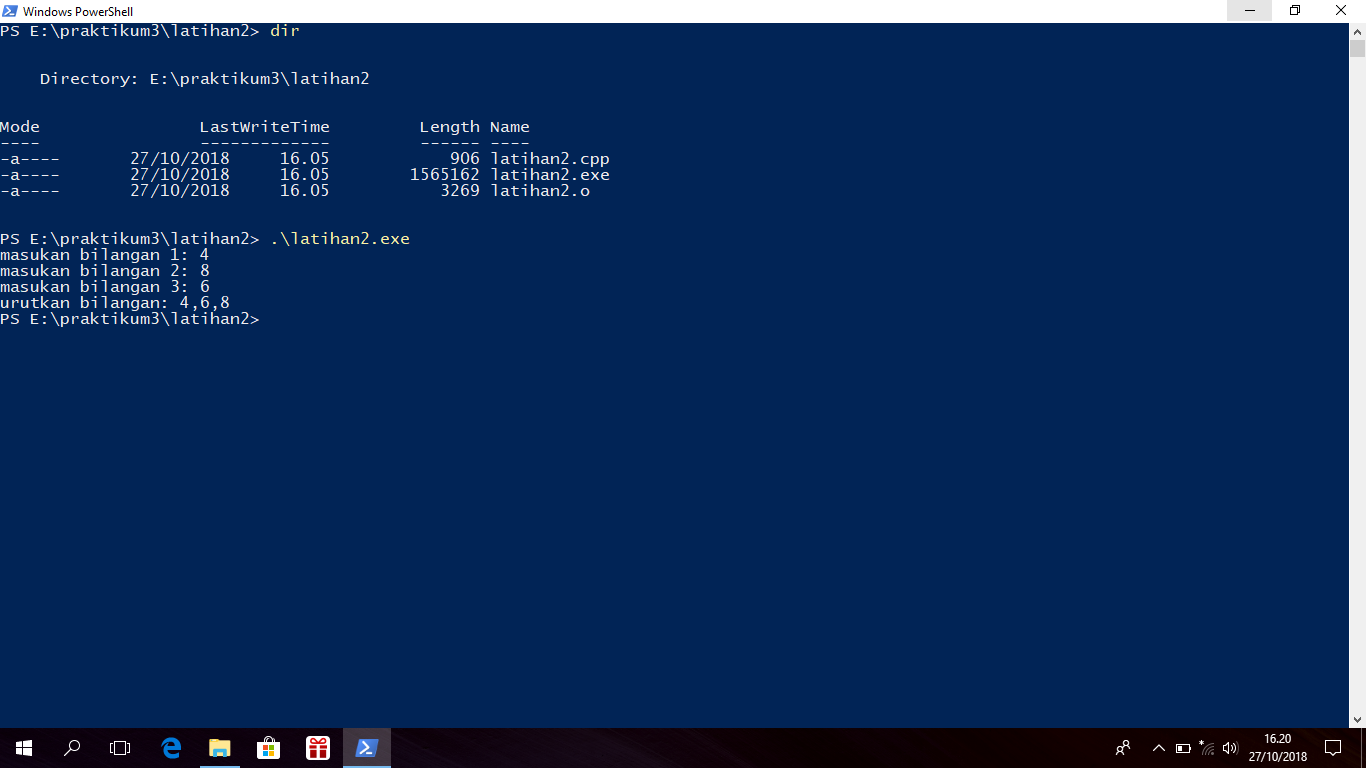 Windows PowerShell
PS E:\praktikum3\latihan2> dir
Directory: E:\praktikum3\latihan2
Mode LastWriteTime Length Name
---- ------------- ------ ----
-a---- 27/10/2018 16.05 906 latihan2.cpp
-a---- 27/10/2018 16.05 1565162 latihan2.exe
-a---- 27/10/2018 16.05 3269 latihan2.o
PS E:\praktikum3\latihan2> .\latihan2.exe
masukan bilangan 1: 4
masukan bilangan 2: 8
masukan bilangan 3: 6
urutkan bilangan: 4,6,8
PS E:\praktikum3\latihan2>
16.20
27/10/2018